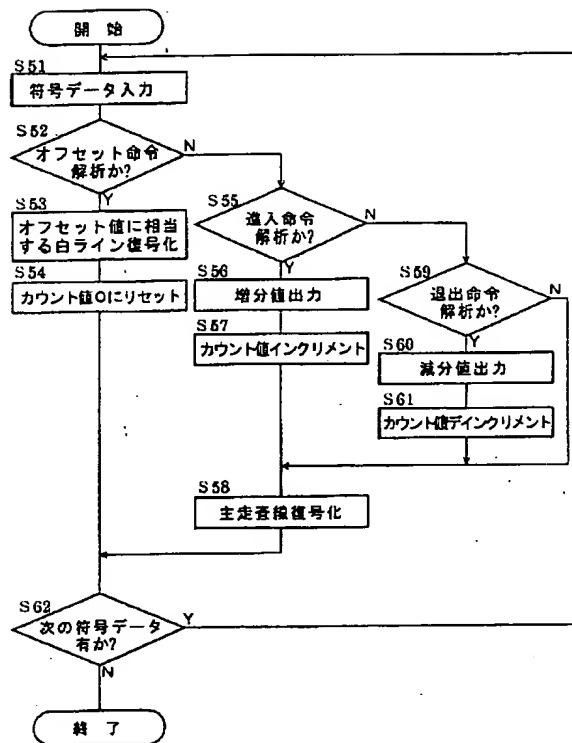 開 始
S51
符号データ入力
S52
オフセット命令
解析か?
N
Y
S53
オフセット値に相当
する白ライン復号化
S54
カウント値0にリセット
S55
進入命令
解析か?
N
Y
S56
増分値出力
S57
カウント値インクリメント
S59
退出命令
解析か?
N
Y
S60
減分値出力
S61
カウント値デインクリメント
S58
主走査線復号化
S62
次の符号データ
有か?
Y
N
終 了